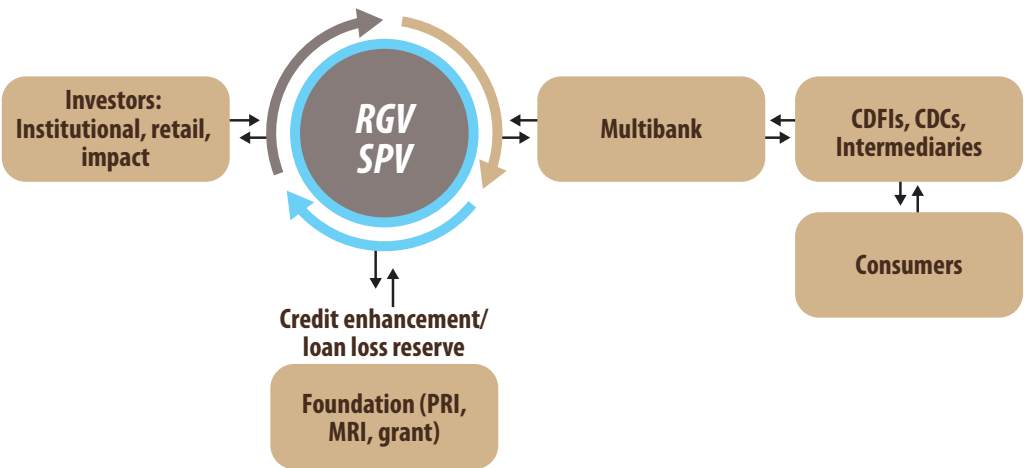 Investors:
Institutional, retail,
impact
RGV
SPV
Multibank
CDFIs, CDCs,
Intermediaries
Consumers
Credit enhancement/
loan loss reserve
Foundation (PRI,
MRI, grant)